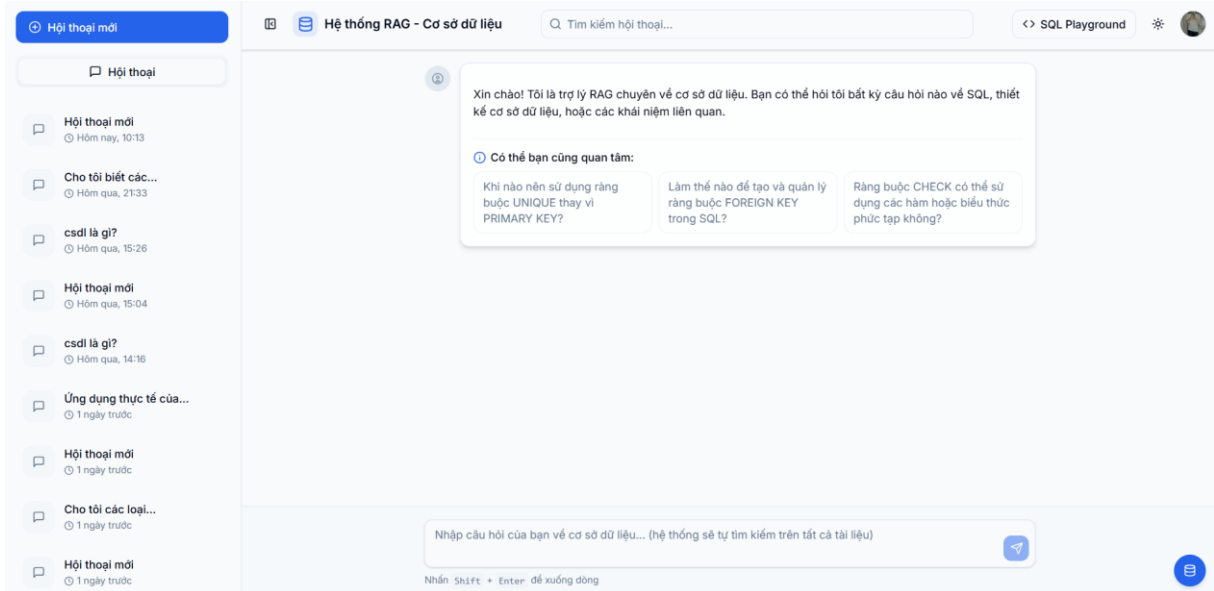 Hội thoại mới
Hội thoại
Hội thoại mới
Hôm nay, 10:13
Cho tôi biết các...
Hôm qua, 21:33
csdl là gì?
Hôm qua, 15:26
Hội thoại mới
Hôm qua, 15:04
csdl là gì?
Hôm qua, 14:16
Ứng dụng thực tế của...
1 ngày trước
Hội thoại mới
1 ngày trước
Cho tôi các loại...
1 ngày trước
Hội thoại mới
1 ngày trước
Hệ thống RAG - Cơ sở dữ liệu
Tìm kiếm hội thoại...
<> SQL Playground
Xin chào! Tôi là trợ lý RAG chuyên về cơ sở dữ liệu. Bạn có thể hỏi tôi bất kỳ câu hỏi nào về SQL, thiết
kế cơ sở dữ liệu, hoặc các khái niệm liên quan.
Có thể bạn cũng quan tâm:
Khi nào nên sử dụng ràng
buộc UNIQUE thay vì
PRIMARY KEY?
Làm thế nào để tạo và quản lý
ràng buộc FOREIGN KEY
trong SQL?
Ràng buộc CHECK có thể sử
dụng các hàm hoặc biểu thức
phức tạp không?
Nhập câu hỏi của bạn về cơ sở dữ liệu... (hệ thống sẽ tự tìm kiếm trên tất cả tài liệu)
Nhấn Shift + Enter để xuống dòng